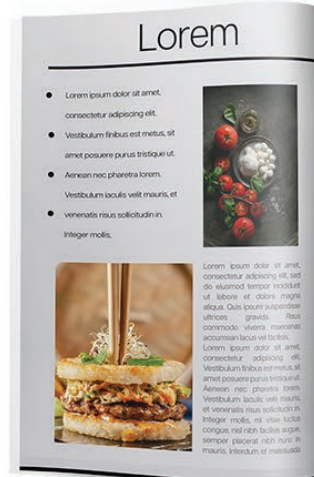 Lorem
Lorem ipsum dolor sit amet,
consectetur adipiscing elit.
Vestibulum finibus est metus, sit
amet posuere purus tristique ut.
Aenean nec pharetra lorem.
Vestibulum iaculis velit mauris, et
venenatis risus sollicitudin in.
Integer mollis,
Lorem ipsum dolor sit amet,
consectetur adipiscing elit, sed
do eiusmod tempor incididunt
ut labore et dolore magna
aliqua. Quis ipsum suspendisse
ultrices gravida. Risus
commodo viverra maecenas
accumsan lacus vel facilisis.
Lorem ipsum dolor sit amet,
consectetur adipiscing elit.
Vestibulum finibus est metus, sit
amet posuere purus tristique ut.
Aenean nec pharetra lorem.
Vestibulum iaculis velit mauris,
et venenatis risus sollicitudin in.
Integer mollis, mi vitae luctus
congue, nisl nibh facilisis augue,
semper placerat nibh nunc in
mauris. Interdum et malesuada